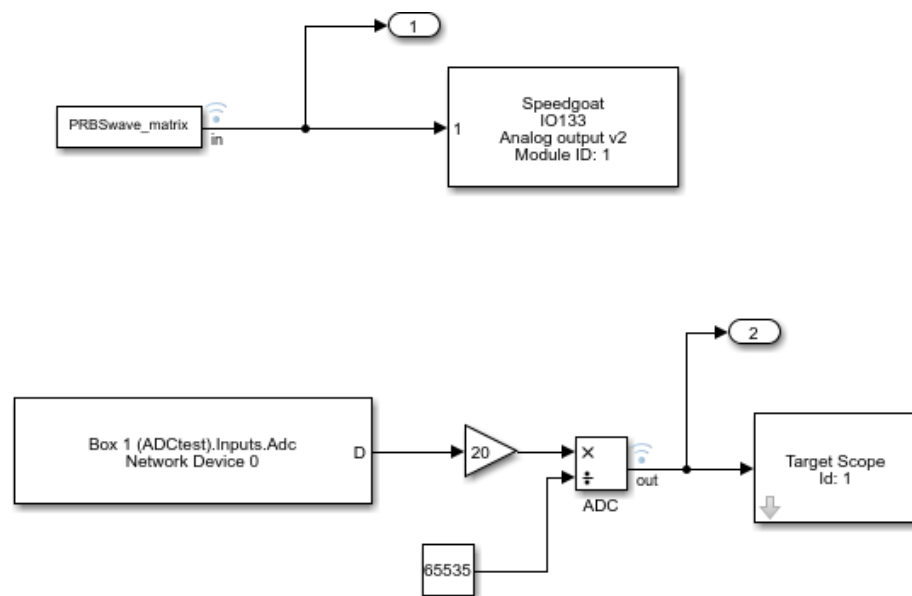 1
PRBSwave_matrix
in
1
Speedgoat
IO133
Analog output v2
Module ID: 1
2
Box 1 (ADCtest).Inputs.Adc
Network Device 0
D
20
×
÷
ADC
out
Target Scope
Id: 1
65535